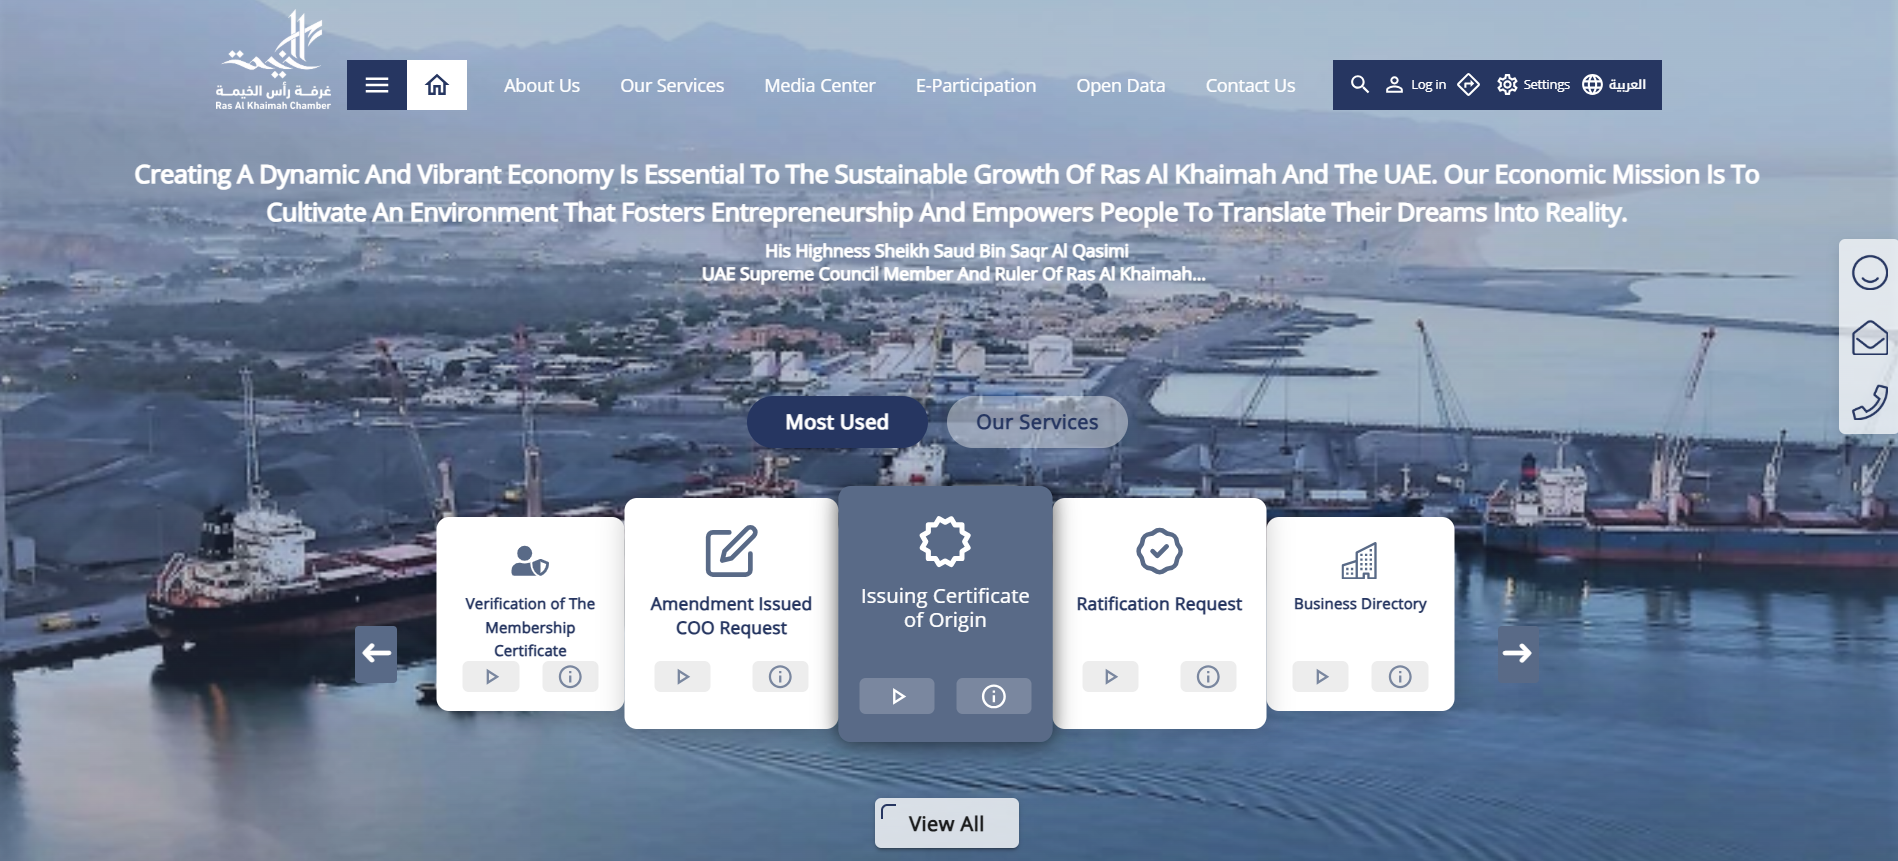 غرفـة رأس الخيمـــة
Ras Al Khaimah Chamber
About Us
Our Services
Media Center
E-Participation
Open Data
Contact Us
Log in
Settings
العربية
Creating A Dynamic And Vibrant Economy Is Essential To The Sustainable Growth Of Ras Al Khaimah And The UAE. Our Economic Mission Is To
Cultivate An Environment That Fosters Entrepreneurship And Empowers People To Translate Their Dreams Into Reality.
His Highness Sheikh Saud Bin Saqr Al Qasimi
UAE Supreme Council Member And Ruler Of Ras Al Khaimah...
Most Used
Our Services
Verification of The
Membership
Certificate
Amendment Issued
COO Request
Issuing Certificate
of Origin
Ratification Request
Business Directory
View All